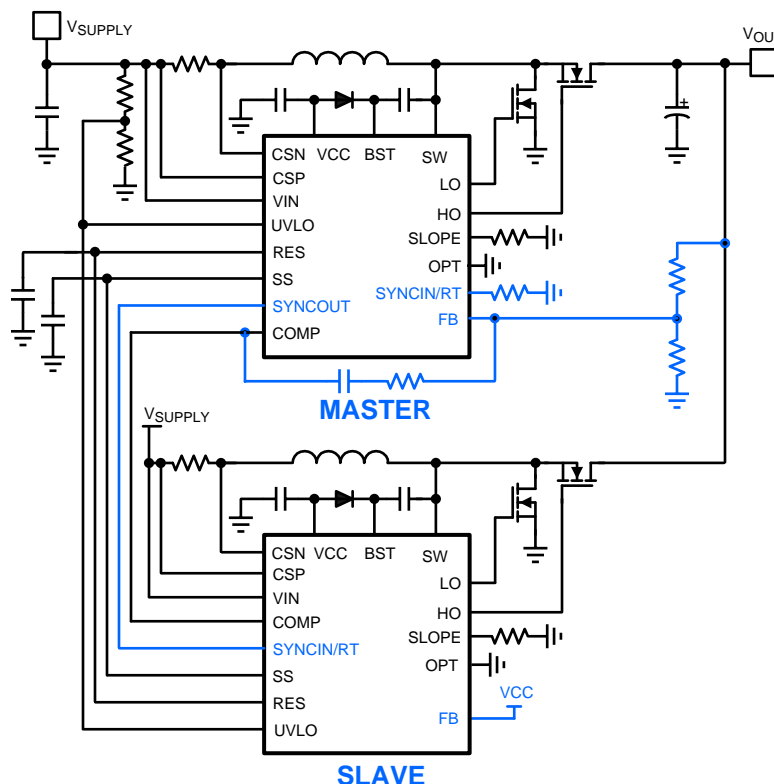 VSUPPLY
VOU
+
CSN
VCC
BST
SW
CSP
LO
VIN
HO
UVLO
SLOPE
RES
OPT
SS
SYNCIN/RT
SYNCOUT
FB
COMP
MASTER
VSUPPLY
CSN
VCC
BST
SW
CSP
LO
VIN
HO
COMP
SLOPE
SYNCIN/RT
OPT
SS
VCC
RES
FB
UVLO
SLAVE